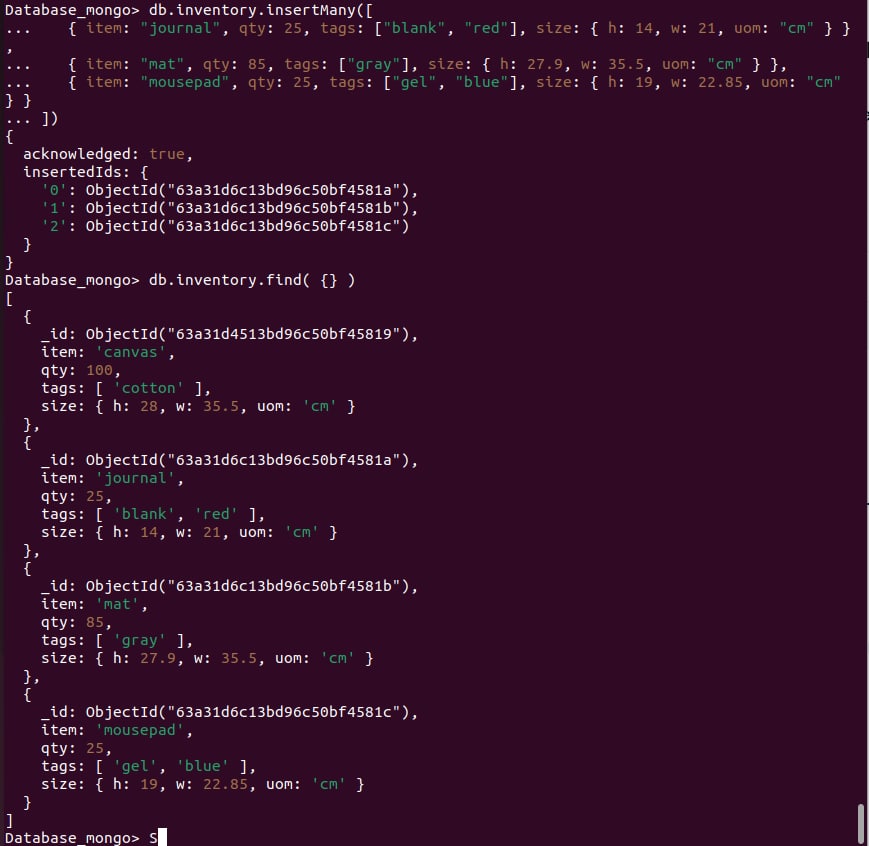 Database_mongo> db.inventory.insertMany([
...    { item: "journal", qty: 25, tags: ["blank", "red"], size: { h: 14, w: 21, uom: "cm" } }
,
...    { item: "mat", qty: 85, tags: ["gray"], size: { h: 27.9, w: 35.5, uom: "cm" } },
...    { item: "mousepad", qty: 25, tags: ["gel", "blue"], size: { h: 19, w: 22.85, uom: "cm"
} }
... ])
{
  acknowledged: true,
  insertedIds: {
    '0': ObjectId("63a31d6c13bd96c50bf4581a"),
    '1': ObjectId("63a31d6c13bd96c50bf4581b"),
    '2': ObjectId("63a31d6c13bd96c50bf4581c")
  }
}
Database_mongo> db.inventory.find( {} )
[
  {
    _id: ObjectId("63a31d4513bd96c50bf45819"),
    item: 'canvas',
    qty: 100,
    tags: [ 'cotton' ],
    size: { h: 28, w: 35.5, uom: 'cm' }
  },
  {
    _id: ObjectId("63a31d6c13bd96c50bf4581a"),
    item: 'journal',
    qty: 25,
    tags: [ 'blank', 'red' ],
    size: { h: 14, w: 21, uom: 'cm' }
  },
  {
    _id: ObjectId("63a31d6c13bd96c50bf4581b"),
    item: 'mat',
    qty: 85,
    tags: [ 'gray' ],
    size: { h: 27.9, w: 35.5, uom: 'cm' }
  },
  {
    _id: ObjectId("63a31d6c13bd96c50bf4581c"),
    item: 'mousepad',
    qty: 25,
    tags: [ 'gel', 'blue' ],
    size: { h: 19, w: 22.85, uom: 'cm' }
  }
]
Database_mongo> S